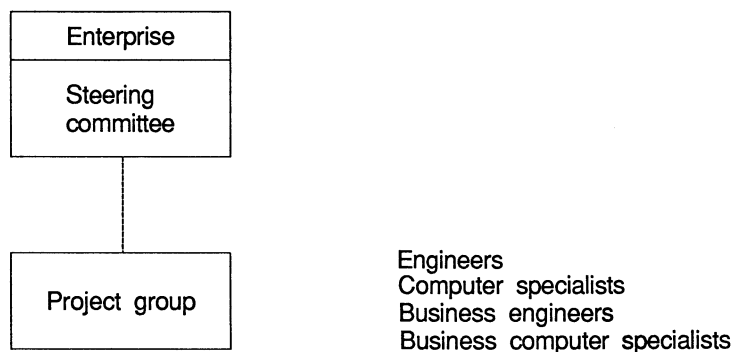 Enterprise
Steering
committee
Project group
Engineers
Computer specialists
Business engineers
Business computer specialists